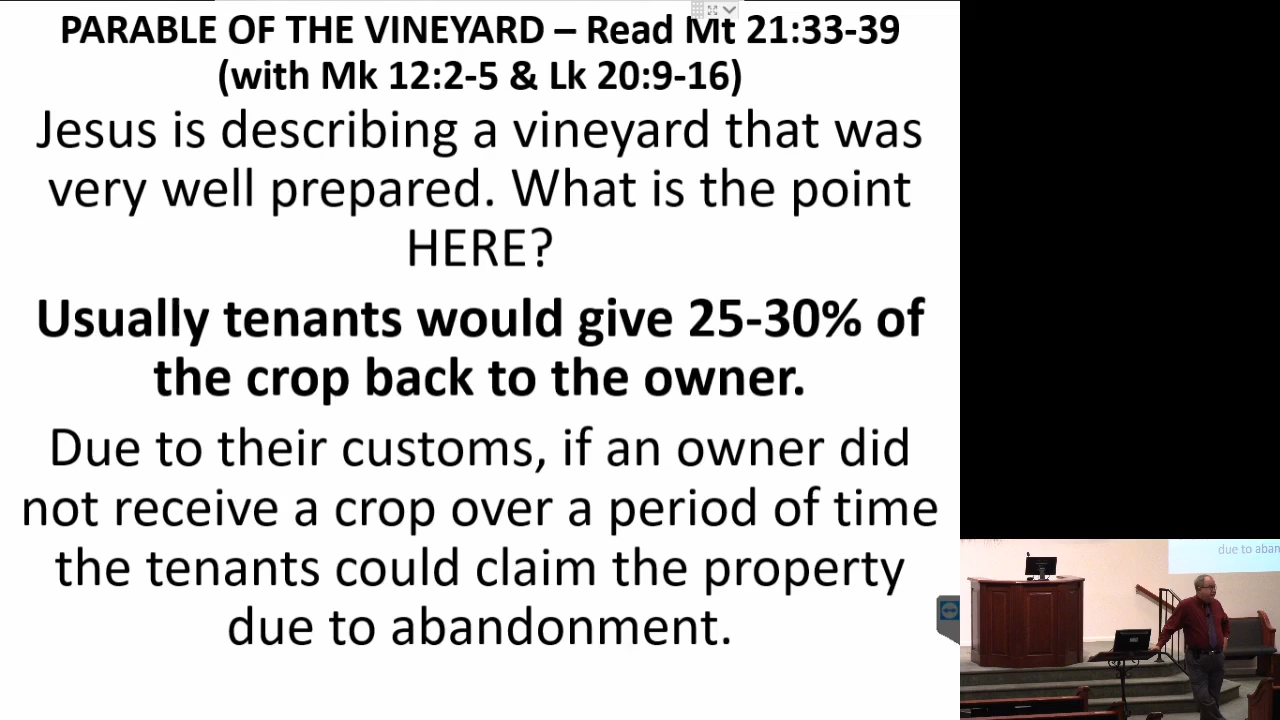 PARABLE OF THE VINEYARD – Read Mt 21:33-39
(with Mk 12:2-5 & Lk 20:9-16)
Jesus is describing a vineyard that was
very well prepared. What is the point
HERE?
Usually tenants would give 25-30% of
the crop back to the owner.
Due to their customs, if an owner did
not receive a crop over a period of time
the tenants could claim the property
due to abandonment.
due to aban